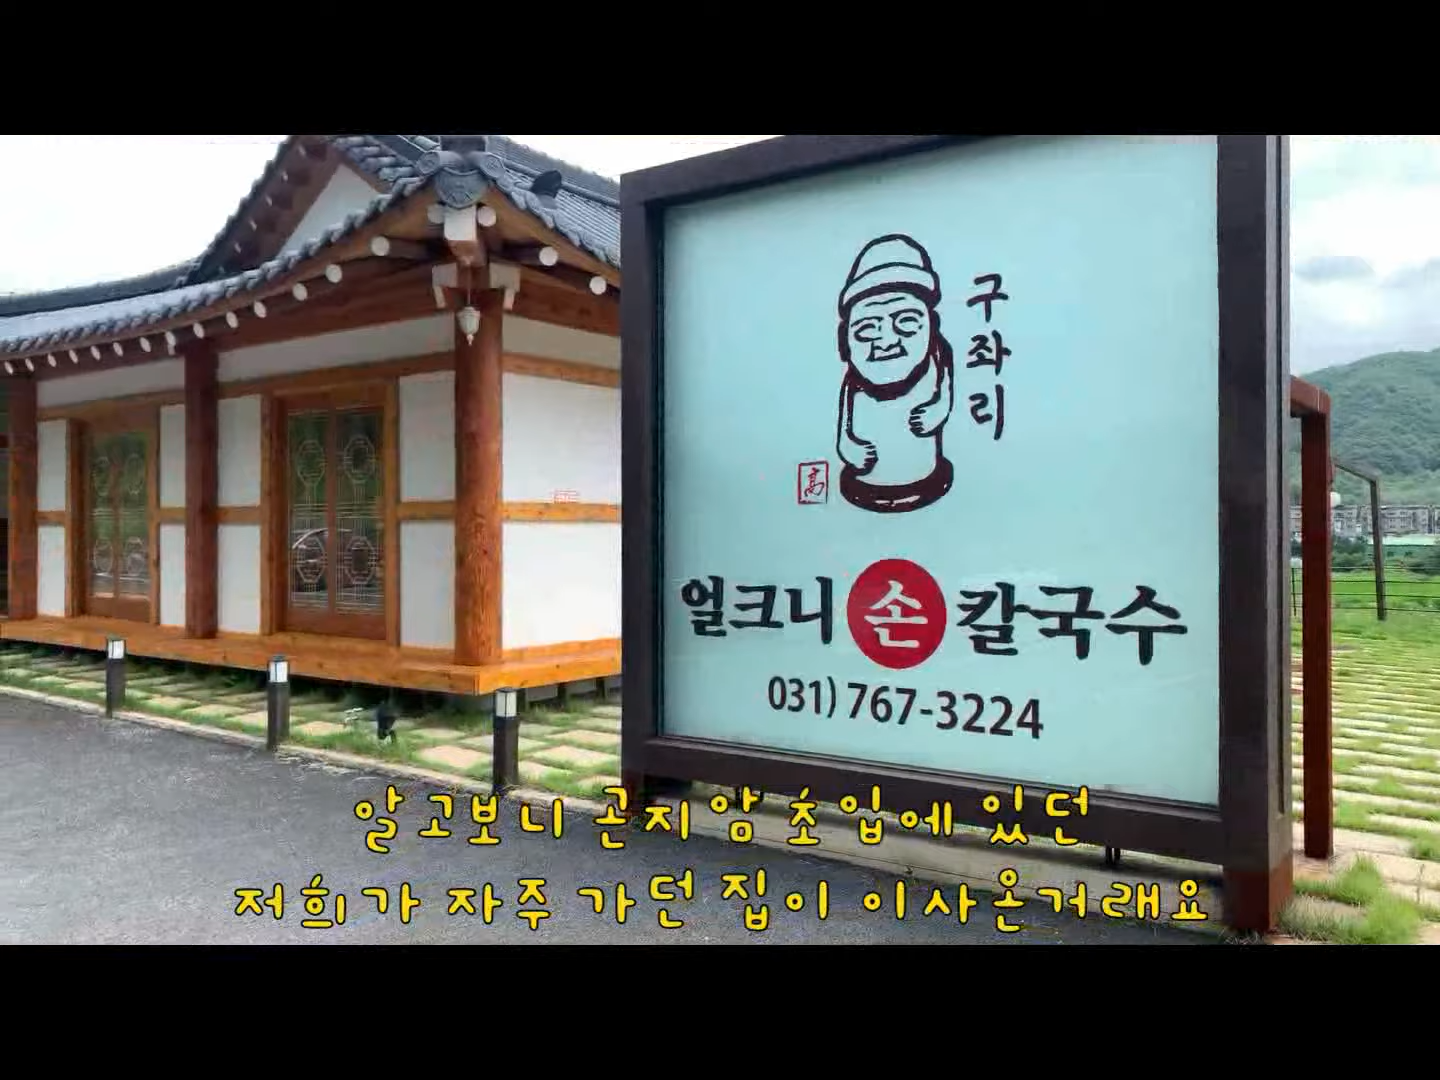 구좌리
高
얼크니 손 칼국수
031) 767-3224
알고보니 곤지암 초입에 있던
저희가 자주 가던 집이 이사온거래요